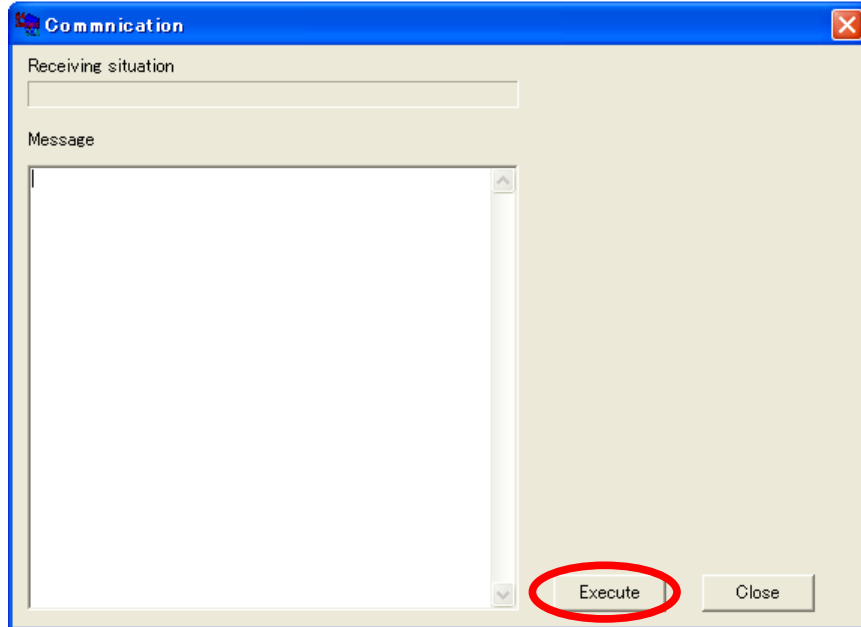 Commnication
Receiving situation
Message
Execute
Close